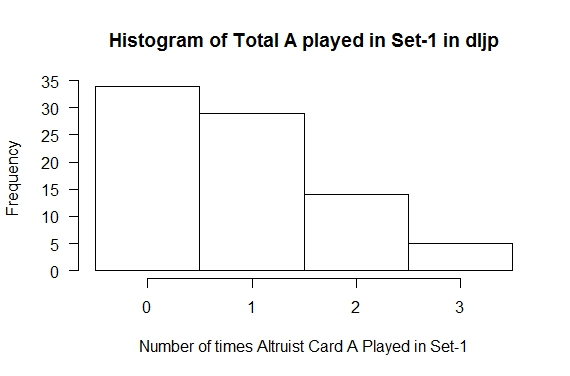 Histogram of Total A played in Set-1 in dljp
Frequency
35
30
25
20
15
10
5
0
0 1 2 3
Number of times Altruist Card A Played in Set-1